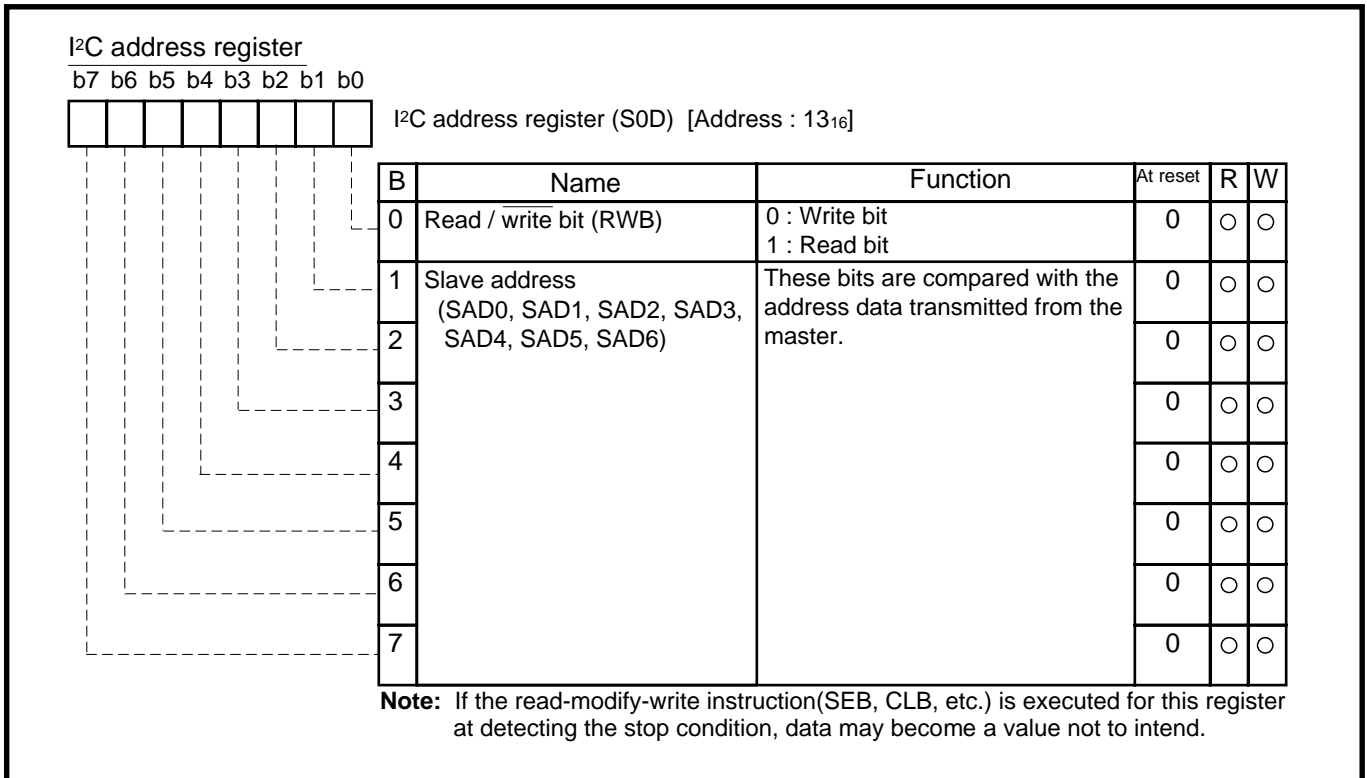 I²C address register
b7 b6 b5 b4 b3 b2 b1 b0
I²C address register (S0D) [Address : 13₁₆]
B Name Function At reset R W
0 Read / write bit (RWB) 0 : Write bit 0 ○ ○
1 : Read bit
1 Slave address These bits are compared with the 0 ○ ○
(SAD0, SAD1, SAD2, SAD3, address data transmitted from the
2 SAD4, SAD5, SAD6) master. 0 ○ ○
3 0 ○ ○
4 0 ○ ○
5 0 ○ ○
6 0 ○ ○
7 0 ○ ○
Note: If the read-modify-write instruction(SEB, CLB, etc.) is executed for this register
at detecting the stop condition, data may become a value not to intend.